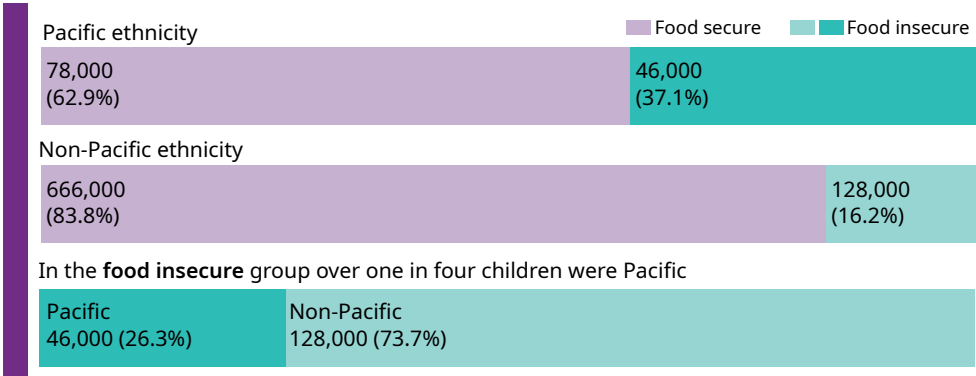 Pacific ethnicity
Food secure
Food insecure
78,000
(62.9%)
46,000
(37.1%)
Non-Pacific ethnicity
666,000
(83.8%)
128,000
(16.2%)
In the food insecure group over one in four children were Pacific
Pacific
46,000 (26.3%)
Non-Pacific
128,000 (73.7%)